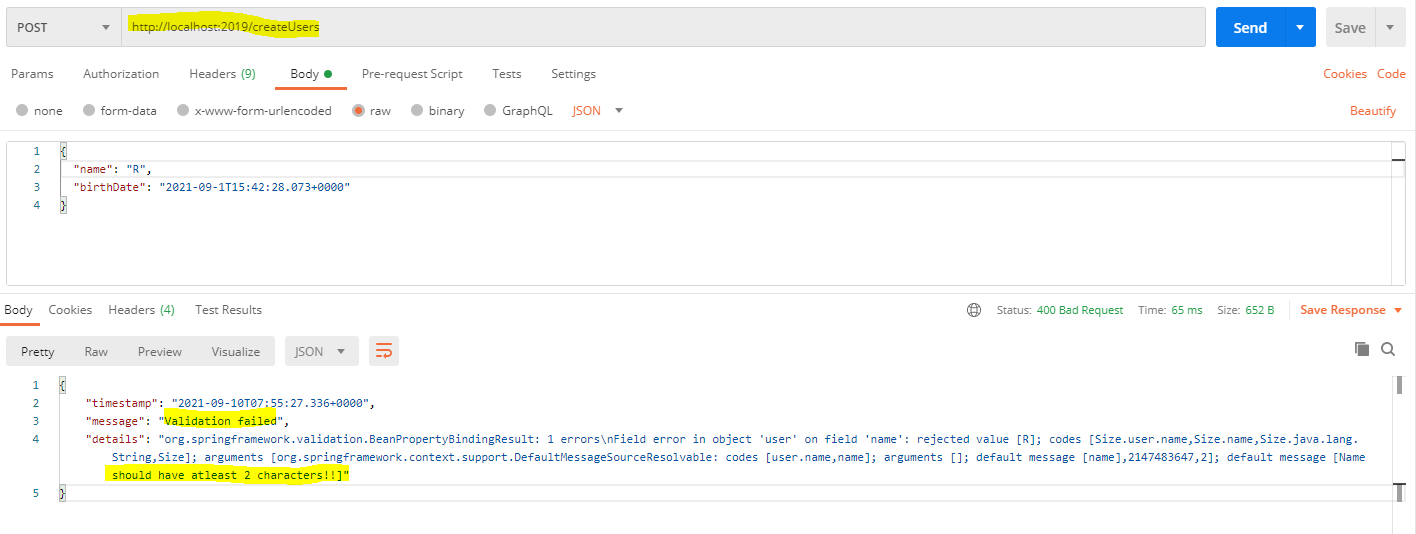 POST http://localhost:2019/createUsers Send Save
Params Authorization Headers (9) Body Pre-request Script Tests Settings Cookies Code
none form-data x-www-form-urlencoded raw binary GraphQL JSON Beautify
1 {
2 "name": "R",
3 "birthDate": "2021-09-1T15:42:28.073+0000"
4 }
Body Cookies Headers (4) Test Results Status: 400 Bad Request Time: 65 ms Size: 652 B Save Response
Pretty Raw Preview Visualize JSON
1 {
2 "timestamp": "2021-09-10T07:55:27.336+0000",
3 "message": "Validation failed",
4 "details": "org.springframework.validation.BeanPropertyBindingResult: 1 errors\nField error in object 'user' on field 'name': rejected value [R]; codes [Size.user.name,Size.name,Size.java.lang.
String,Size]; arguments [org.springframework.context.support.DefaultMessageSourceResolvable: codes [user.name,name]; arguments []; default message [name],2147483647,2]; default message [Name
should have atleast 2 characters!!]"
5 }